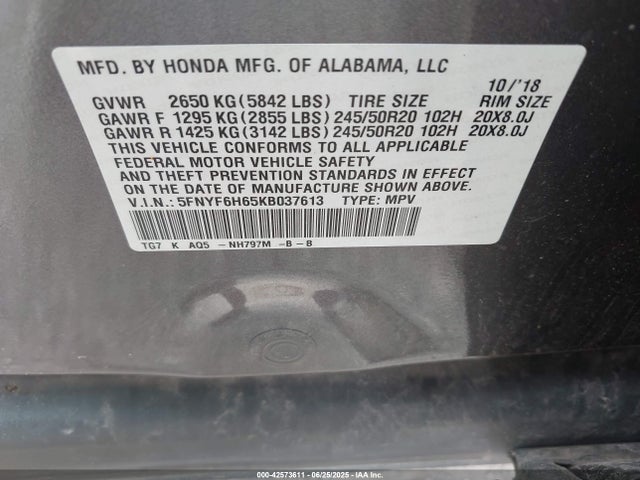 MFD. BY HONDA MFG. OF ALABAMA, LLC
10/'18
GVWR 2650 KG (5842 LBS) TIRE SIZE RIM SIZE
GAWR F 1295 KG (2855 LBS) 245/50R20 102H 20X8.0J
GAWR R 1425 KG (3142 LBS) 245/50R20 102H 20X8.0J
THIS VEHICLE CONFORMS TO ALL APPLICABLE
FEDERAL MOTOR VEHICLE SAFETY
AND THEFT PREVENTION STANDARDS IN EFFECT
ON THE DATE OF MANUFACTURE SHOWN ABOVE.
V.I.N.: 5FNYF6H65KB037613 TYPE: MPV
TG7 K AQ5 -NH797M -B -B
000-42573611 - 06/25/2025 - IAAI, Inc.